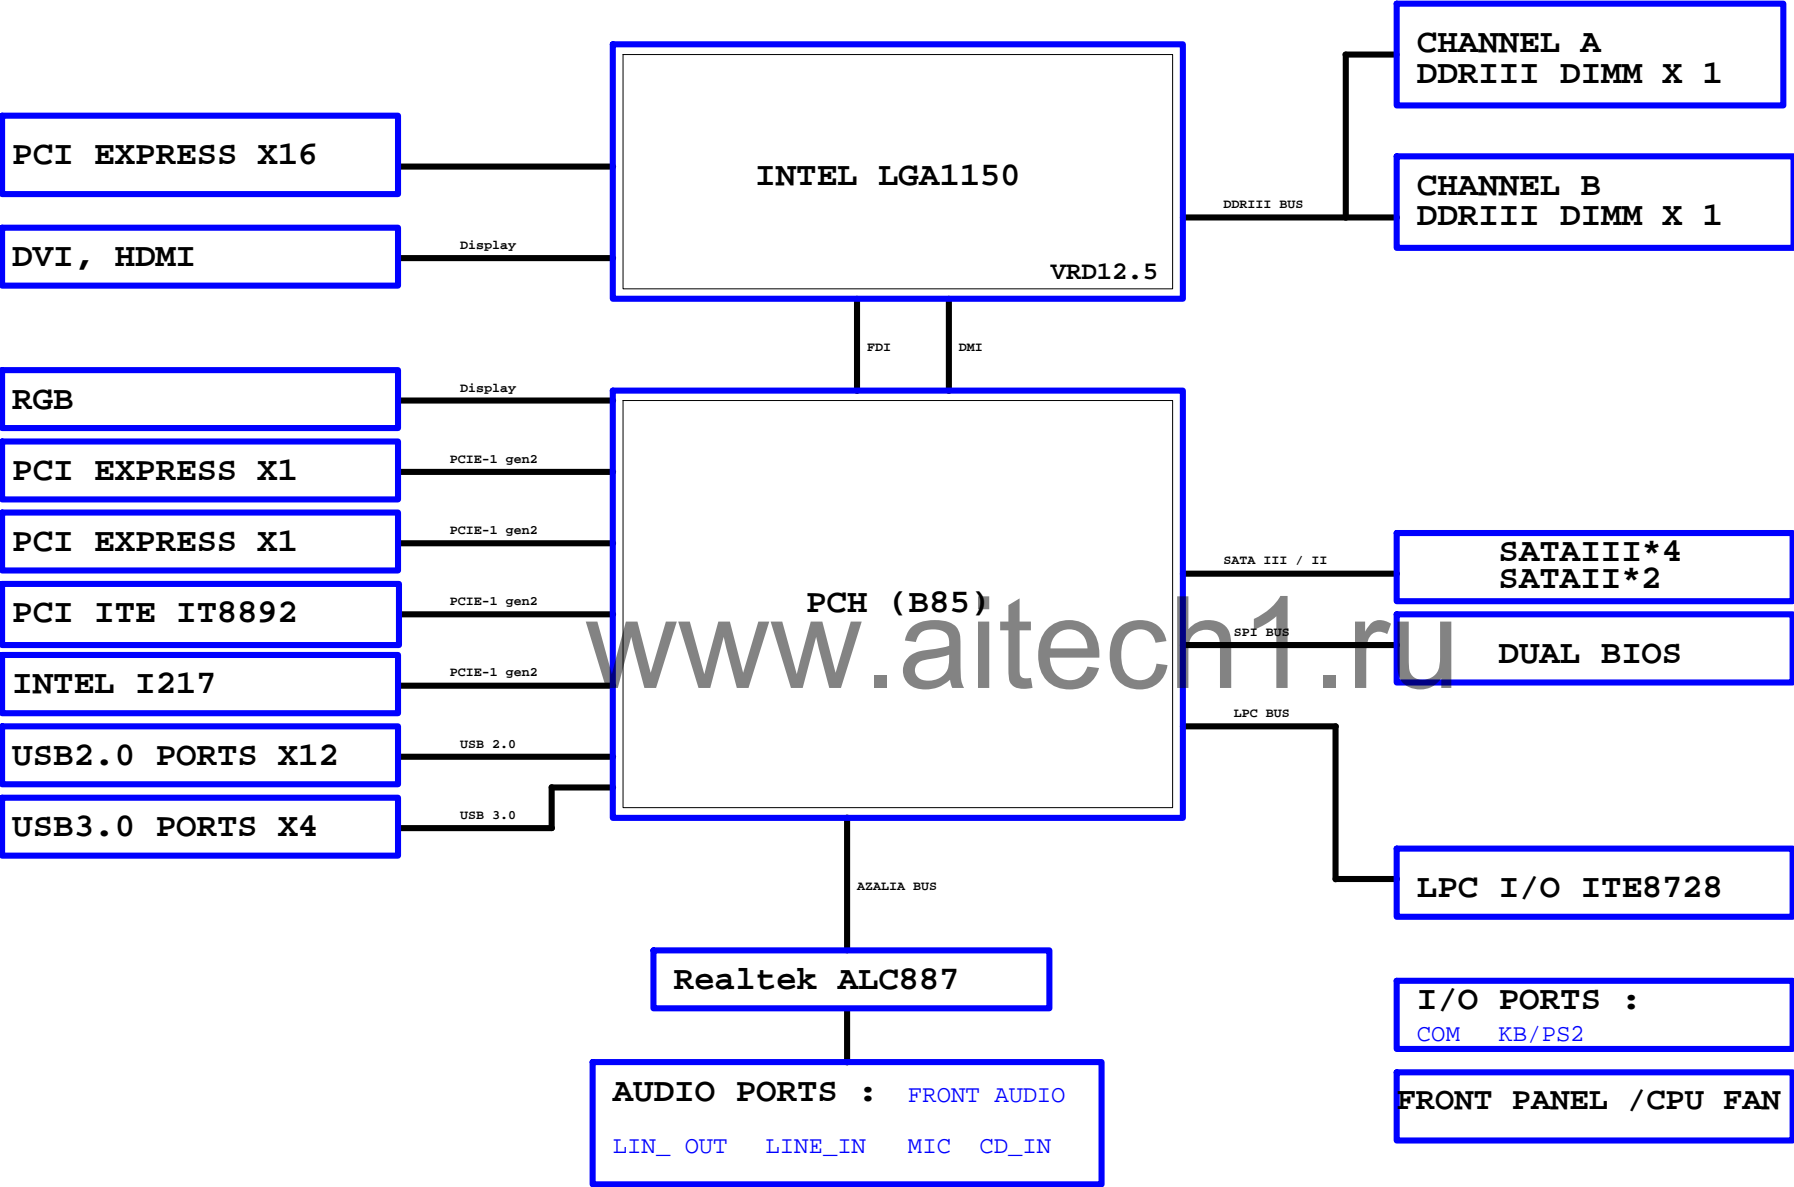 CHANNEL A
DDRIII DIMM X 1
PCI EXPRESS X16
INTEL LGA1150
CHANNEL B
DDRIII DIMM X 1
DDRIII BUS
DVI, HDMI
Display
VRD12.5
FDI
DMI
RGB
Display
PCI EXPRESS X1
PCIE-1 gen2
PCI EXPRESS X1
PCIE-1 gen2
SATA III / II
SATAIII*4
SATAII*2
PCI ITE IT8892
PCIE-1 gen2
PCH (B85)
www.aitech1.ru
SPI BUS
DUAL BIOS
INTEL I217
PCIE-1 gen2
LPC BUS
USB2.0 PORTS X12
USB 2.0
USB3.0 PORTS X4
USB 3.0
AZALIA BUS
LPC I/O ITE8728
Realtek ALC887
I/O PORTS :
COM KB/PS2
AUDIO PORTS : FRONT AUDIO
LIN_ OUT LINE_IN MIC CD_IN
FRONT PANEL /CPU FAN